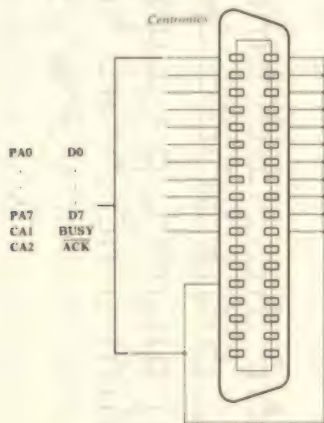 Centronics
PA0 D0
. .
. .
. .
PA7 D7
CA1 BUSY
CA2 ACK